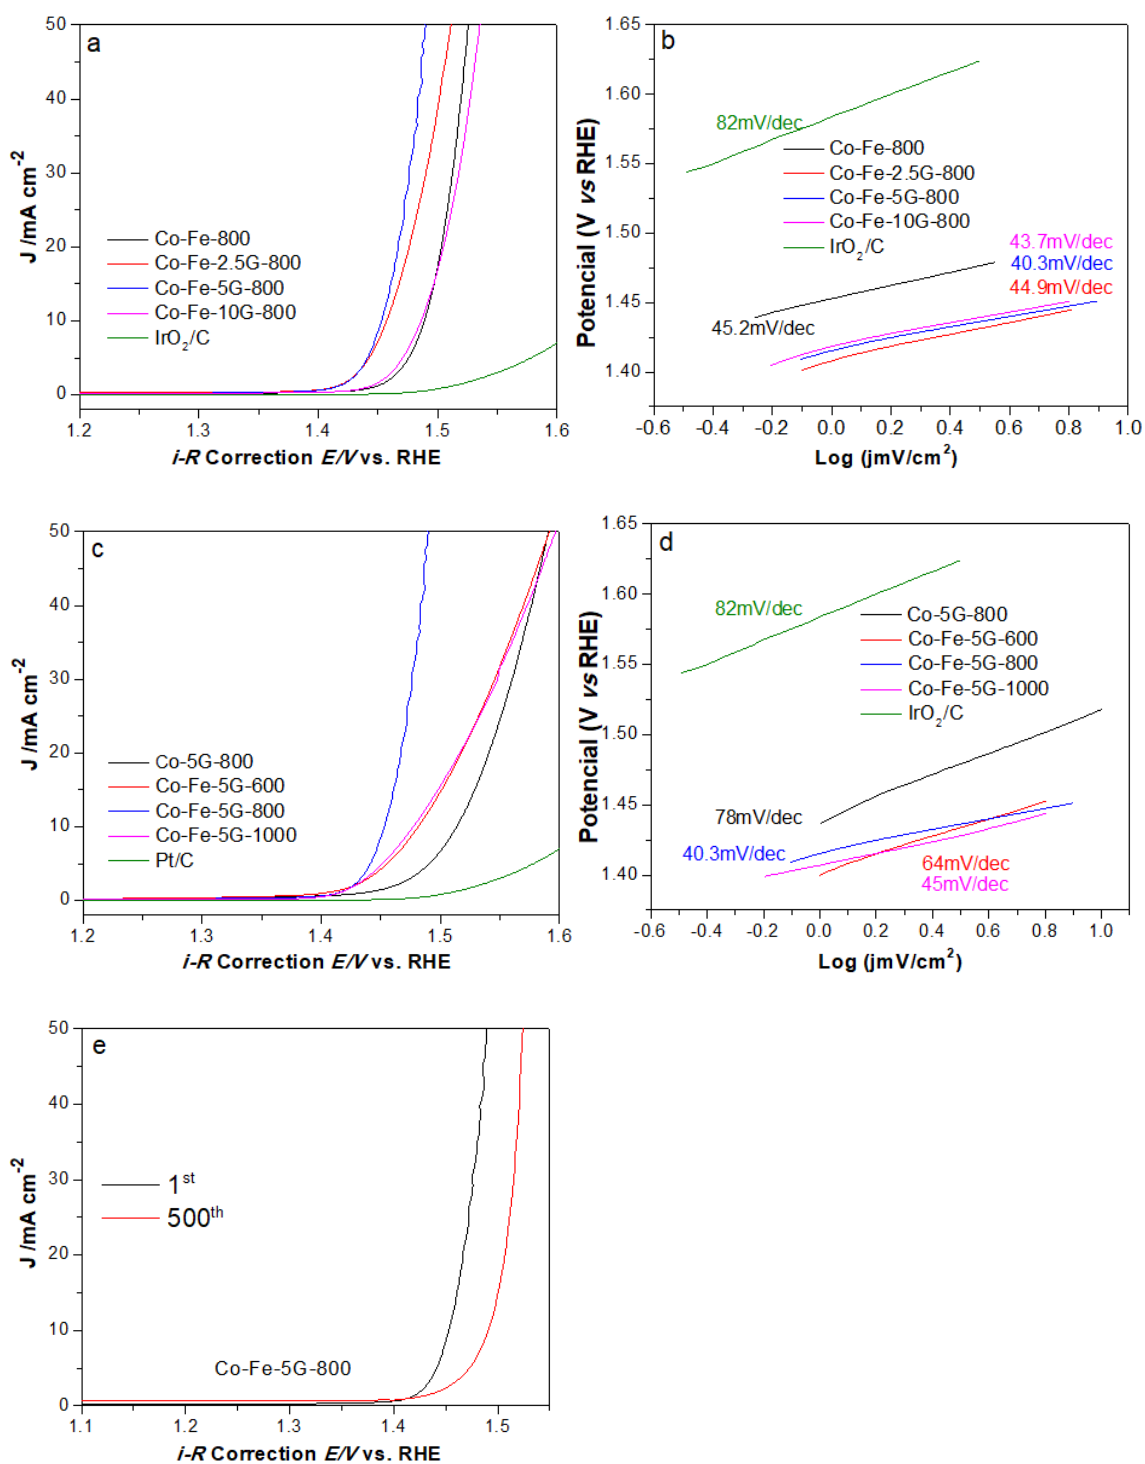 a
50
40
30
20
10
0
J /mA cm⁻²
Co-Fe-800
Co-Fe-2.5G-800
Co-Fe-5G-800
Co-Fe-10G-800
IrO₂/C
1.2 1.3 1.4 1.5 1.6
i-R Correction E/V vs. RHE
b
1.65
1.60
1.55
1.50
1.45
1.40
Potencial (V vs RHE)
82mV/dec
Co-Fe-800
Co-Fe-2.5G-800
Co-Fe-5G-800
Co-Fe-10G-800
IrO₂/C
43.7mV/dec
40.3mV/dec
44.9mV/dec
45.2mV/dec
-0.6 -0.4 -0.2 0.0 0.2 0.4 0.6 0.8 1.0
Log (jmV/cm²)
c
50
40
30
20
10
0
J /mA cm⁻²
Co-5G-800
Co-Fe-5G-600
Co-Fe-5G-800
Co-Fe-5G-1000
Pt/C
1.2 1.3 1.4 1.5 1.6
i-R Correction E/V vs. RHE
d
1.65
1.60
1.55
1.50
1.45
1.40
Potencial (V vs RHE)
82mV/dec
Co-5G-800
Co-Fe-5G-600
Co-Fe-5G-800
Co-Fe-5G-1000
IrO₂/C
78mV/dec
40.3mV/dec
64mV/dec
45mV/dec
-0.6 -0.4 -0.2 0.0 0.2 0.4 0.6 0.8 1.0
Log (jmV/cm²)
e
50
40
30
20
10
0
J /mA cm⁻²
1ˢᵗ
500ᵗʰ
Co-Fe-5G-800
1.1 1.2 1.3 1.4 1.5
i-R Correction E/V vs. RHE